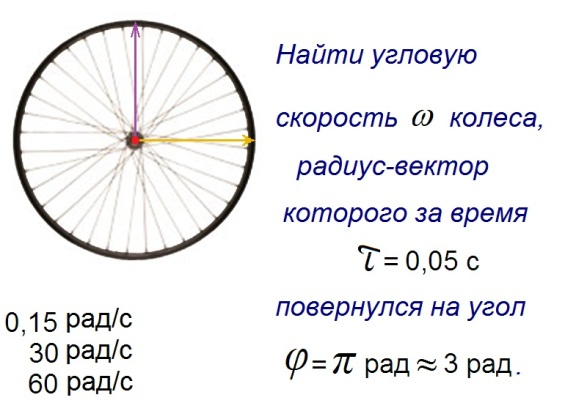 Найти угловую
скорость ω колеса,
радиус-вектор
которого за время
τ = 0,05 с
повернулся на угол
φ = π рад ≈ 3 рад.
0,15 рад/с
30 рад/с
60 рад/с